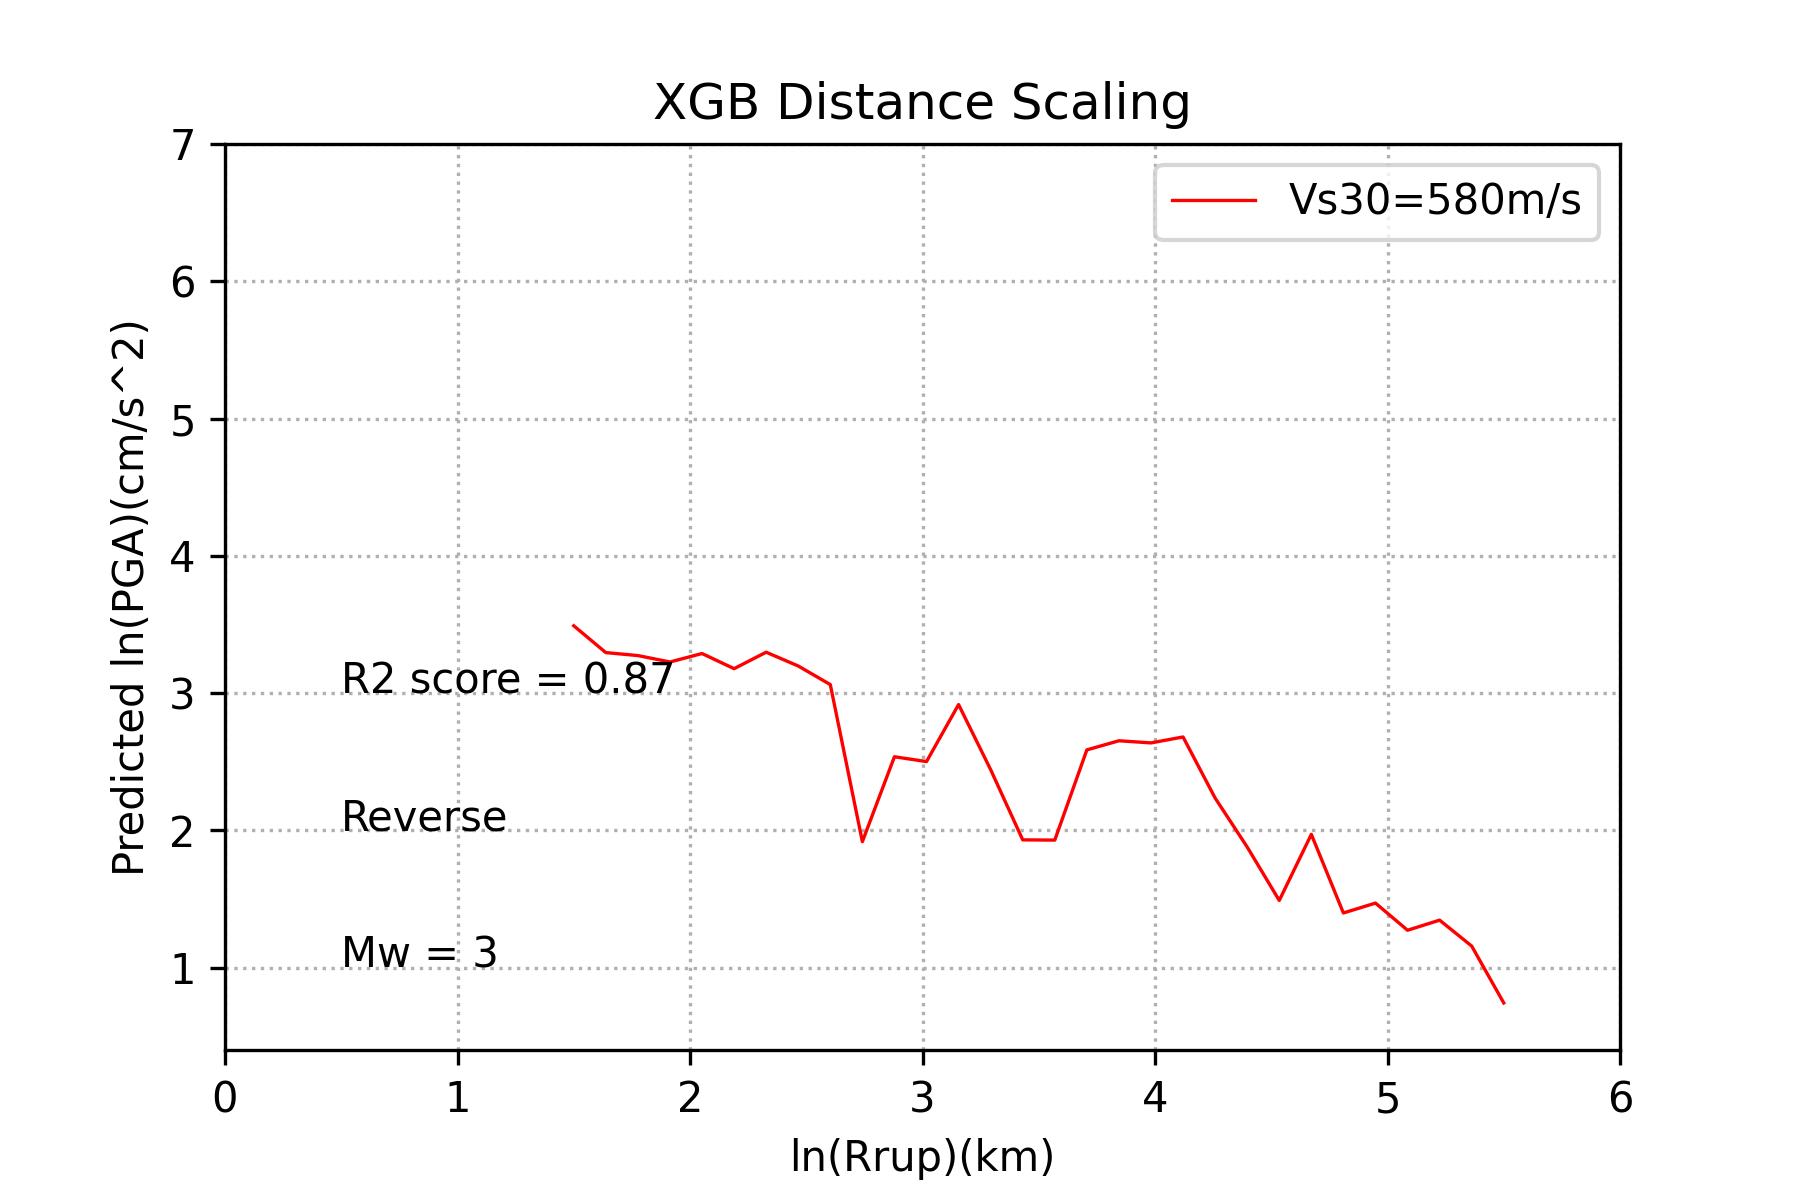 XGB Distance Scaling
Vs30=580m/s
Predicted ln(PGA)(cm/s^2)
7
6
5
4
3
2
1
R2 score = 0.87
Reverse
Mw = 3
0 1 2 3 4 5 6
ln(Rrup)(km)